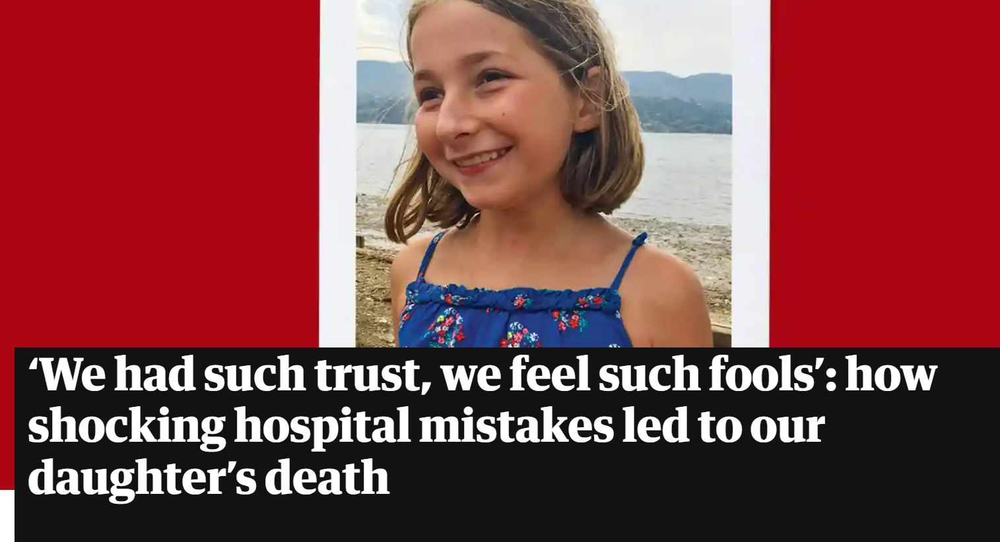 ‘We had such trust, we feel such fools’: how
shocking hospital mistakes led to our
daughter’s death